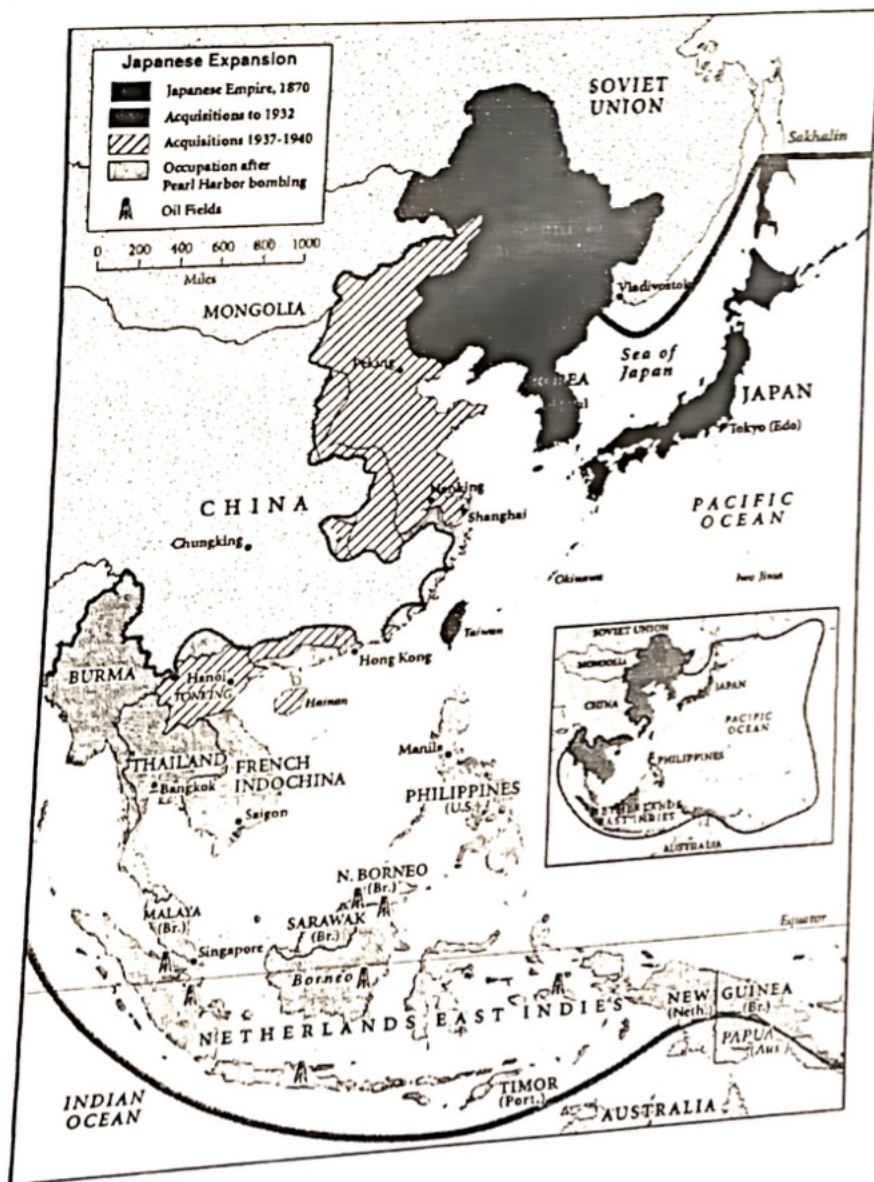 Japanese Expansion
Japanese Empire, 1870
Acquisitions to 1932
Acquisitions 1937-1940
Occupation after
Pearl Harbor bombing
Oil Fields
0 200 400 600 800 1000
Miles
SOVIET
UNION
Sakhalin
MONGOLIA
Vladivostok
Sea of
Japan
Peking
JAPAN
Tokyo (Edo)
CHINA
Nanking
Shanghai
PACIFIC
OCEAN
Chungking
Okinawa
Iwo Jima
Taiwan
Hong Kong
BURMA
Hanoi
TONKING
Hainan
THAILAND
Bangkok
FRENCH
INDOCHINA
Saigon
Manila
PHILIPPINES
(U.S.)
SOVIET UNION
MONGOLIA
CHINA
JAPAN
PACIFIC
OCEAN
PHILIPPINES
NETHERLANDS
EAST INDIES
AUSTRALIA
N. BORNEO
(Br.)
MALAYA
(Br.)
SARAWAK
(Br.)
Singapore
Borneo
Equator
NETHERLANDS EAST INDIES
NEW GUINEA
(Neth.) (Br.)
PAPUA
(Aus.)
TIMOR
(Port.)
INDIAN
OCEAN
AUSTRALIA